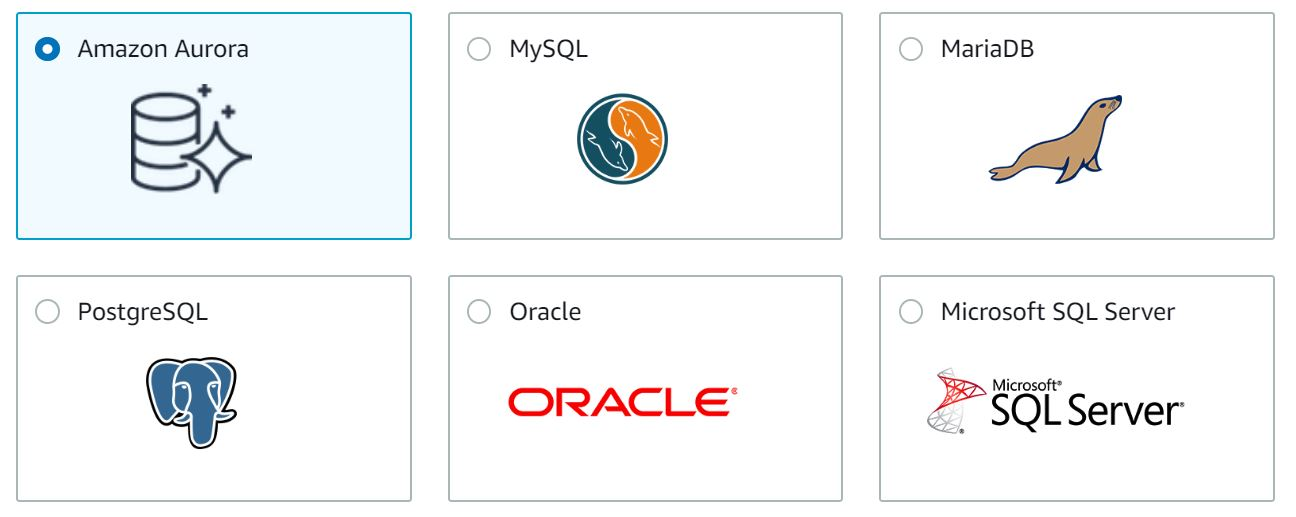 Amazon Aurora
MySQL
MariaDB
PostgreSQL
Oracle
Microsoft SQL Server
ORACLE®
Microsoft®
SQL Server®
®